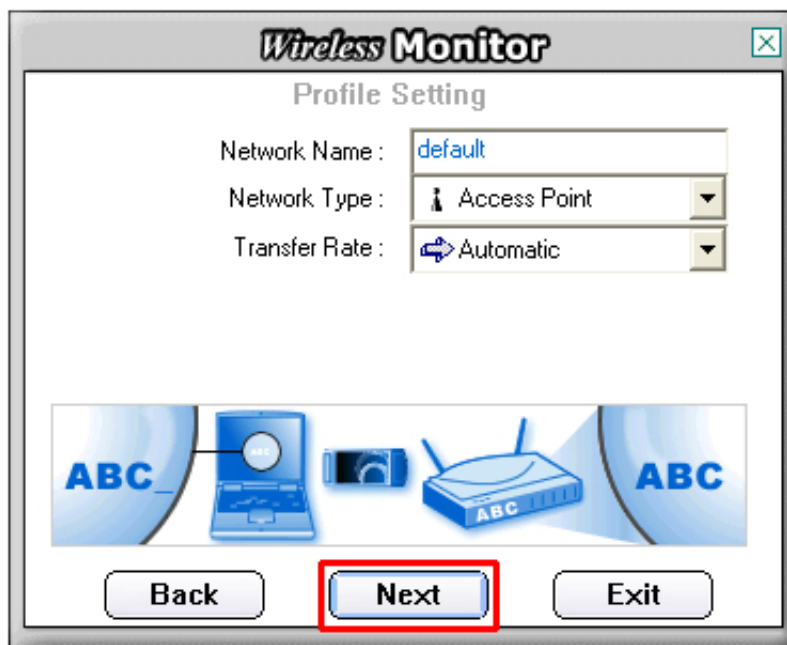 Wireless Monitor
Profile Setting
Network Name : default
Network Type : Access Point
Transfer Rate : Automatic
ABC_ ABC ABC ABC
Back Next Exit